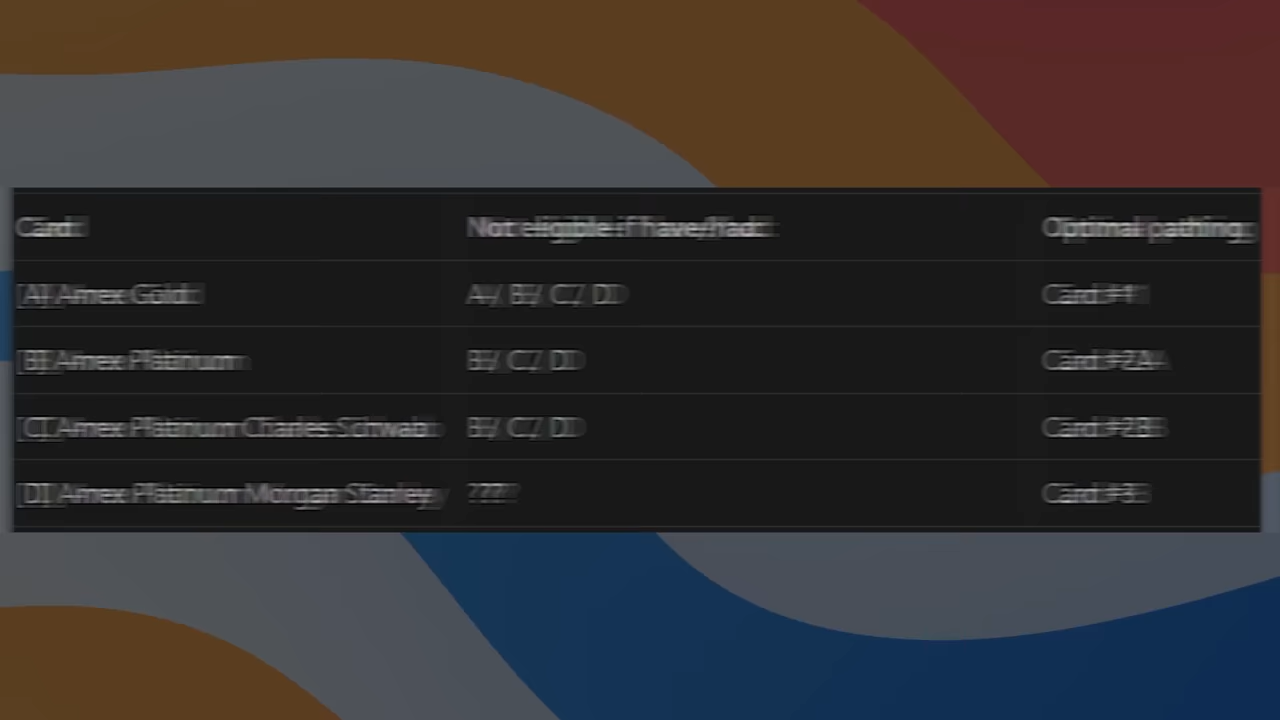 Card: Not eligible if have/had: Optimal pathing:
[A] Amex Gold: A / B / C / D Card #1
[B] Amex Platinum B / C / D Card #2A
[C] Amex Platinum Charles Schwab: B / C / D Card #2B
[D] Amex Platinum Morgan Stanley ??? Card #3